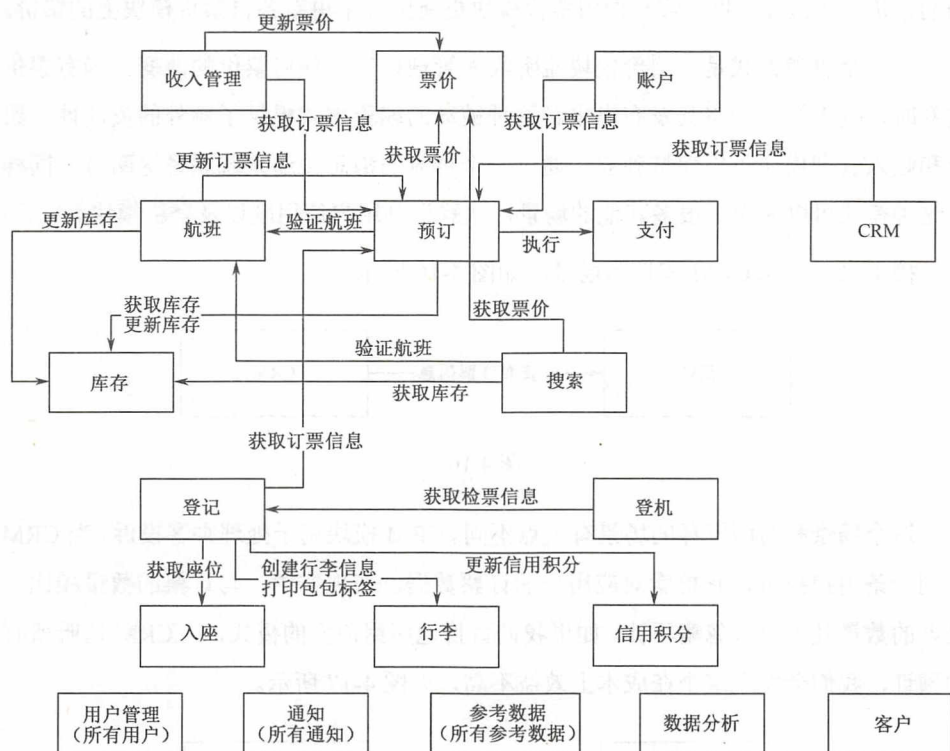 更新票价
收入管理
票价
账户
获取订票信息
获取订票信息
更新订票信息
获取票价
获取订票信息
更新库存
航班
验证航班
预订
执行
支付
CRM
获取库存
更新库存
获取票价
验证航班
库存
搜索
获取库存
获取订票信息
登记
获取检票信息
登机
获取座位
创建行李信息
打印包包标签
更新信用积分
入座
行李
信用积分
用户管理
（所有用户）
通知
（所有通知）
参考数据
（所有参考数据）
数据分析
客户